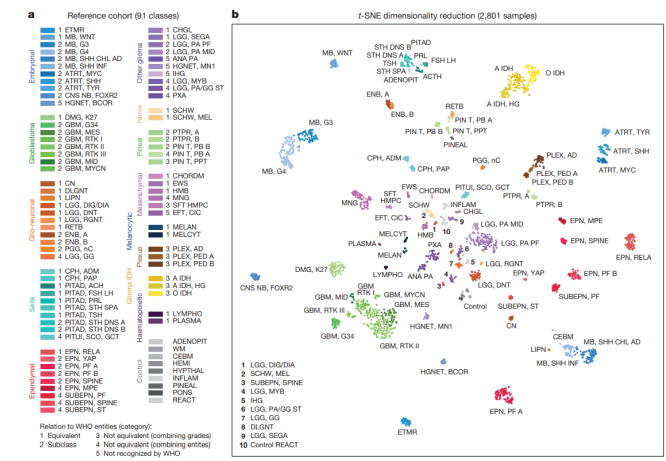 a
Reference cohort (91 classes)
Embryonal
1 ETMR
1 MB, WNT
2 MB, G3
2 MB, G4
2 MB, SHH CHL AD
2 MB, SHH INF
2 ATRT, MYC
2 ATRT, SHH
2 ATRT, TYR
5 CNS NB, FOXR2
5 HGNET, BCOR
Glioblastoma
1 DMG, K27
2 GBM, G34
2 GBM, MES
2 GBM, RTK I
2 GBM, RTK II
2 GBM, RTK III
2 GBM, MID
2 GBM, MYCN
Glio-neuronal
1 CN
1 DLGNT
1 LIPN
1 LGG, DIG/DIA
1 LGG, DNT
1 LGG, RGNT
1 RETB
2 ENB, A
2 ENB, B
2 PGG, nC
4 LGG, GG
Sella
1 CPH, ADM
1 CPH, PAP
1 PITAD, ACH
1 PITAD, FSH LH
1 PITAD, PRL
1 PITAD, STH SPA
1 PITAD, TSH
2 PITAD, STH DNS A
2 PITAD, STH DNS B
4 PITUI, SCO, GCT
Ependymal
1 EPN, RELA
1 EPN, YAP
2 EPN, PF A
2 EPN, PF B
1 EPN, SPINE
1 EPN, MPE
4 SUBEPN, PF
4 SUBEPN, SPINE
4 SUBEPN, ST
Other glioma
1 CHGL
1 LGG, SEGA
2 LGG, PA PF
2 LGG, PA MID
5 ANA PA
5 HGNET, MN1
5 IHG
4 LGG, MYB
4 LGG, PA/GG ST
4 PXA
Nerve
1 SCHW
1 SCHW, MEL
Pineal
2 PTPR, A
2 PTPR, B
2 PIN T, PB B
2 PIN T, PB A
1 PIN T, PPT
Mesenchymal
1 CHORDM
1 EWS
1 HMB
4 MNG
3 SFT HMPC
5 EFT, CIC
Melanocytic
1 MELAN
1 MELCYT
Plexus
3 PLEX, AD
3 PLEX, PED A
3 PLEX, PED B
Glioma IDH
3 A IDH
3 A IDH, HG
3 O IDH
Haematopoietic
1 LYMPHO
1 PLASMA
Control
ADENOPIT
WM
CEBM
HEMI
HYPTHAL
INFLAM
PINEAL
PONS
REACT
Relation to WHO entities (category):
1 Equivalent
2 Subclass
3 Not equivalent (combining grades)
4 Not equivalent (combining entites)
5 Not recognized by WHO
b
t-SNE dimensionality reduction (2,801 samples)
MB, WNT
STH DNS B
PITAD
STH DNS A
PRL
TSH
FSH LH
STH SPA
ACTH
ADENOPIT
O IDH
A IDH
A IDH, HG
ENB, A
ENB, B
RETB
PIN T, PB A
PIN T, PB B
PIN T, PPT
PINEAL
MB, G3
MB, G4
ATRT, TYR
ATRT, SHH
ATRT, MYC
CPH, ADM
CPH, PAP
PGG, nC
PLEX, AD
PLEX, PED A
PLEX, PED B
EWS
CHORDM
PITUI, SCO, GCT
PTPR, A
PTPR, B
SFT
HMPC
MNG
SCHW
INFLAM
CHGL
EFT, CIC
2
1
10
9
HMB
LGG, PA MID
EPN, MPE
MELCYT
PLASMA
PXA
8
LGG, PA PF
EPN, SPINE
EPN, RELA
MELAN
6
7
5
4
LGG, RGNT
DMG, K27
LYMPHO
ANA PA
CNS NB, FOXR2
3
LGG, DNT
EPN, YAP
EPN, PF B
SUBEPN, PF
GBM
RTK I
GBM, MID
GBM, MYCN
GBM, MES
Control
SUBEPN, ST
GBM, RTK III
GBM, G34
GBM, RTK II
HGNET, MN1
CN
CEBM
LIPN
MB, SHH CHL AD
MB, SHH INF
HGNET, BCOR
EPN, PF A
ETMR
1 LGG, DIG/DIA
2 SCHW, MEL
3 SUBEPN, SPINE
4 LGG, MYB
5 IHG
6 LGG, PA/GG ST
7 LGG, GG
8 DLGNT
9 LGG, SEGA
10 Control REACT